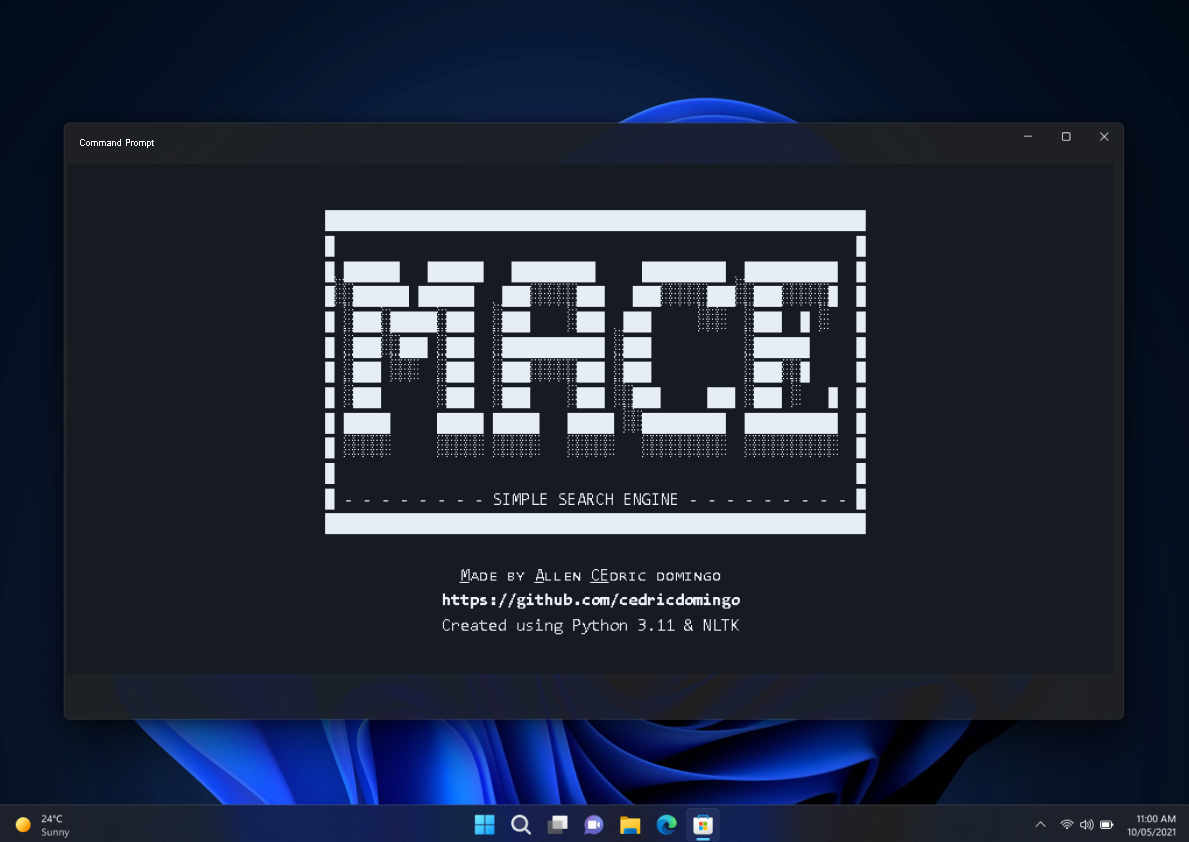 Command Prompt
MACE
- - - - - - - - SIMPLE SEARCH ENGINE - - - - - - - - -
MADE BY ALLEN CEDRIC DOMINGO
https://github.com/cedricdomingo
Created using Python 3.11 & NLTK
24°C
Sunny
11:00 AM
10/05/2021